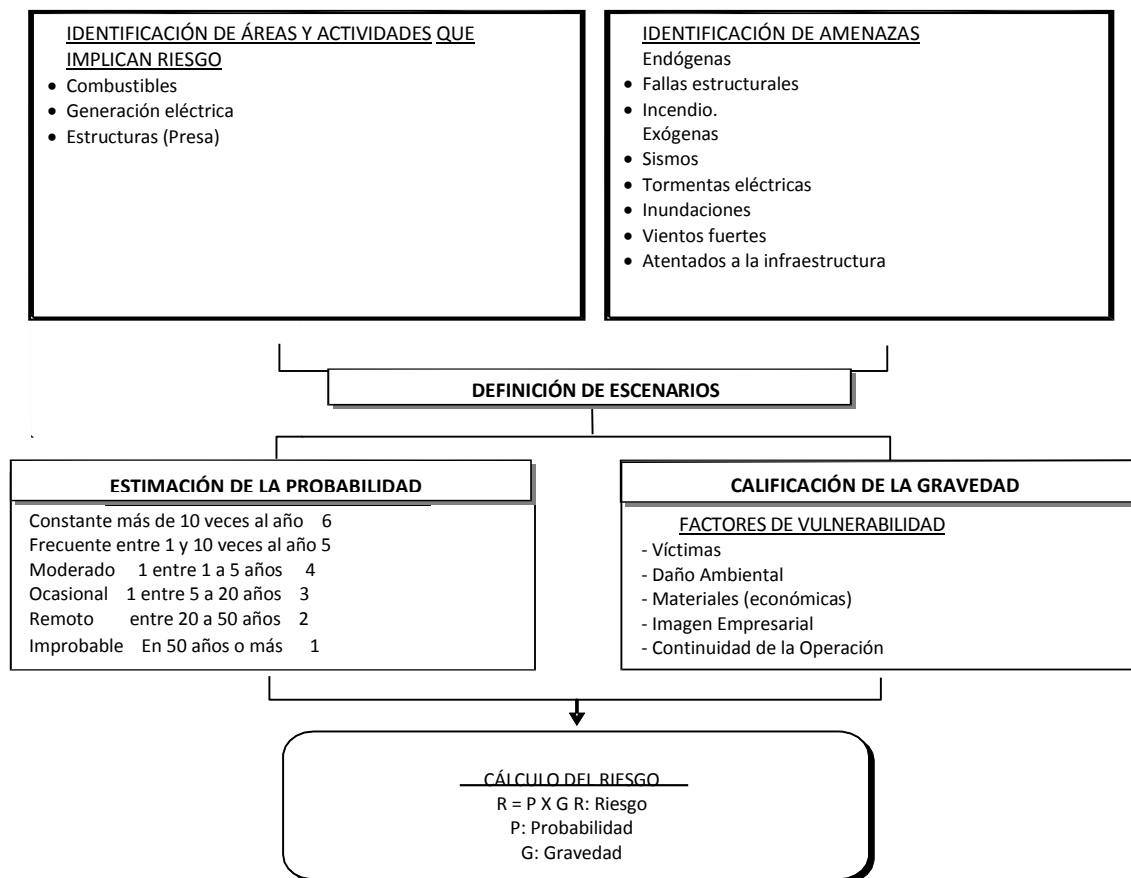 IDENTIFICACIÓN DE ÁREAS Y ACTIVIDADES QUE
IMPLICAN RIESGO
• Combustibles
• Generación eléctrica
• Estructuras (Presa)
IDENTIFICACIÓN DE AMENAZAS
Endógenas
• Fallas estructurales
• Incendio.
Exógenas
• Sismos
• Tormentas eléctricas
• Inundaciones
• Vientos fuertes
• Atentados a la infraestructura
DEFINICIÓN DE ESCENARIOS
ESTIMACIÓN DE LA PROBABILIDAD
Constante más de 10 veces al año 6
Frecuente entre 1 y 10 veces al año 5
Moderado 1 entre 1 a 5 años 4
Ocasional 1 entre 5 a 20 años 3
Remoto entre 20 a 50 años 2
Improbable En 50 años o más 1
CALIFICACIÓN DE LA GRAVEDAD
FACTORES DE VULNERABILIDAD
- Víctimas
- Daño Ambiental
- Materiales (económicas)
- Imagen Empresarial
- Continuidad de la Operación
CÁLCULO DEL RIESGO
R = P X G R: Riesgo
P: Probabilidad
G: Gravedad